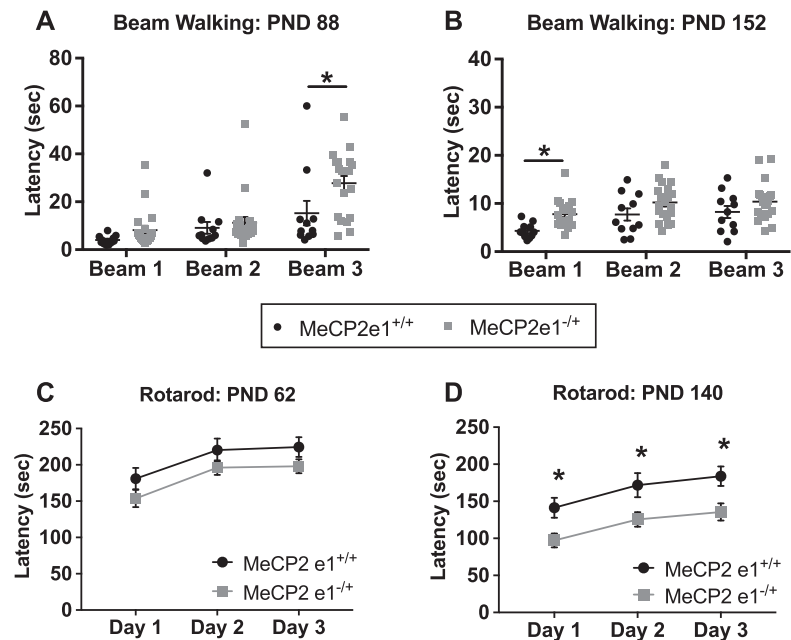 A Beam Walking: PND 88
Latency (sec)
80
60
40
20
0
*
Beam 1 Beam 2 Beam 3
B Beam Walking: PND 152
Latency (sec)
40
30
20
10
0
*
Beam 1 Beam 2 Beam 3
MeCP2e1+/+ MeCP2e1-/+
C Rotarod: PND 62
Latency (sec)
250
200
150
100
50
0
MeCP2 e1+/+
MeCP2 e1-/+
Day 1 Day 2 Day 3
D Rotarod: PND 140
Latency (sec)
250
200
150
100
50
0
* * *
MeCP2 e1+/+
MeCP2 e1-/+
Day 1 Day 2 Day 3